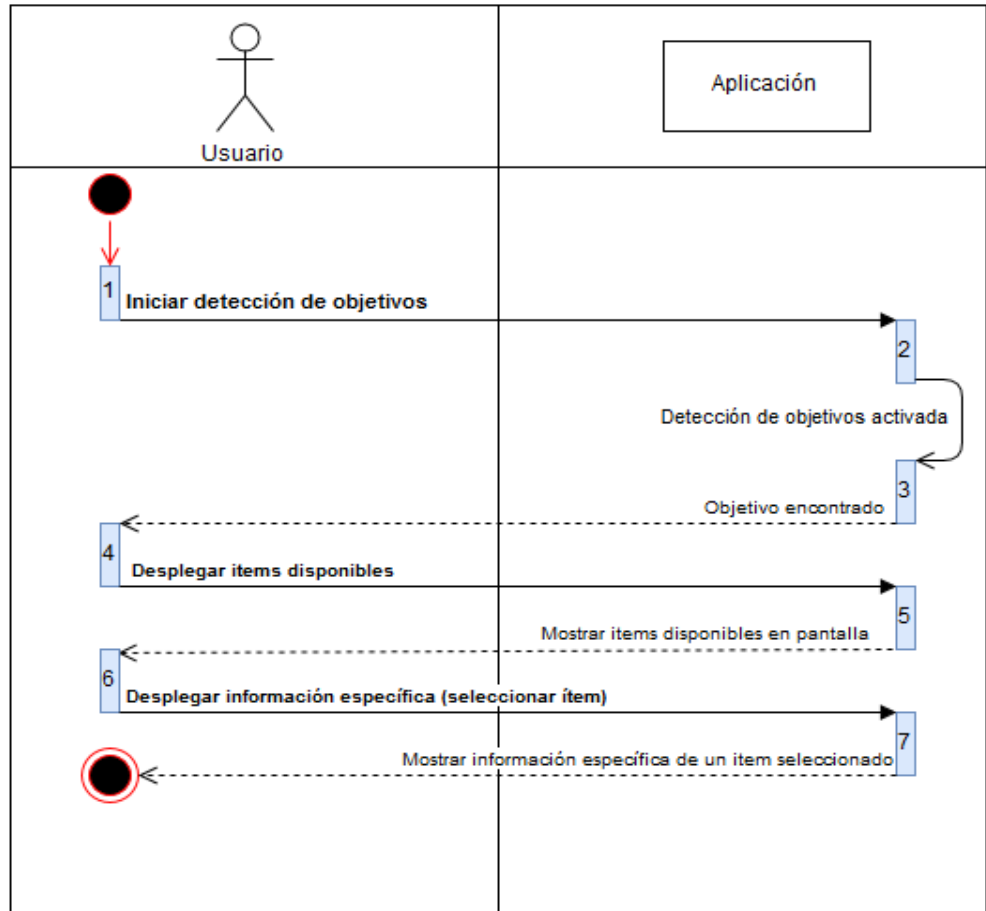 Usuario
Aplicación
1
Iniciar detección de objetivos
2
Detección de objetivos activada
3
Objetivo encontrado
4
Desplegar items disponibles
5
Mostrar items disponibles en pantalla
6
Desplegar información específica (seleccionar ítem)
7
Mostrar información específica de un item seleccionado